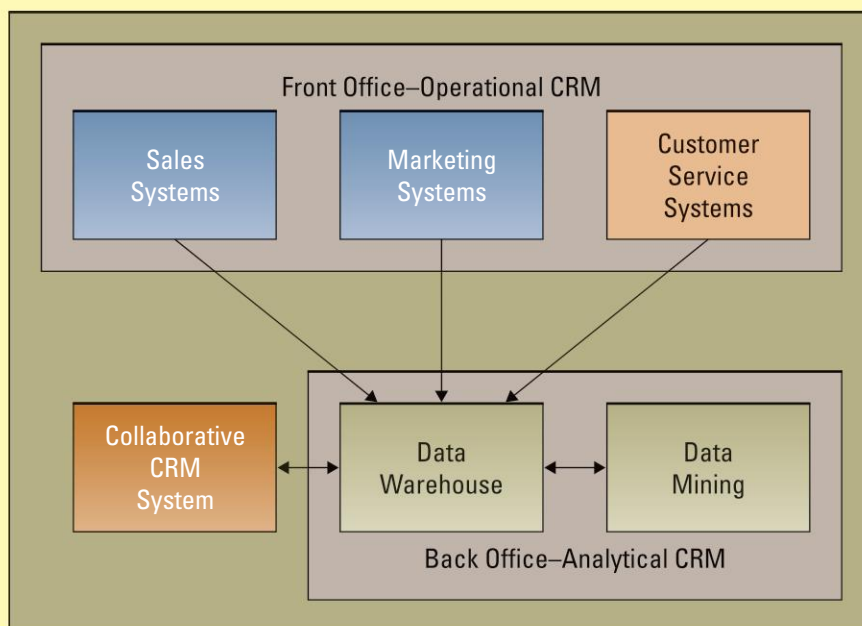 Front Office–Operational CRM
Sales
Systems
Marketing
Systems
Customer
Service
Systems
Collaborative
CRM
System
Data
Warehouse
Data
Mining
Back Office–Analytical CRM